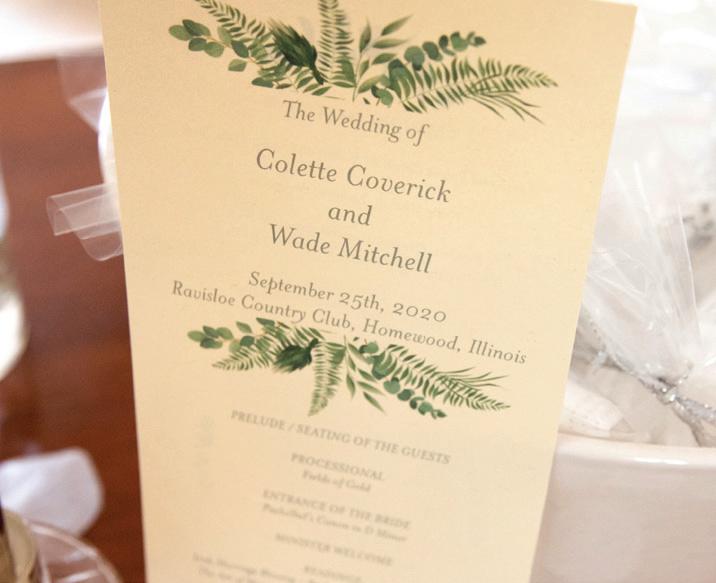 The Wedding of
Colette Coverick
and
Wade Mitchell
September 25th, 2020
Ravisloe Country Club, Homewood, Illinois
PRELUDE / SEATING OF THE GUESTS
PROCESSIONAL
Fields of Gold
ENTRANCE OF THE BRIDE
Pachelbel's Canon in D Minor
MINISTER WELCOME
READINGS